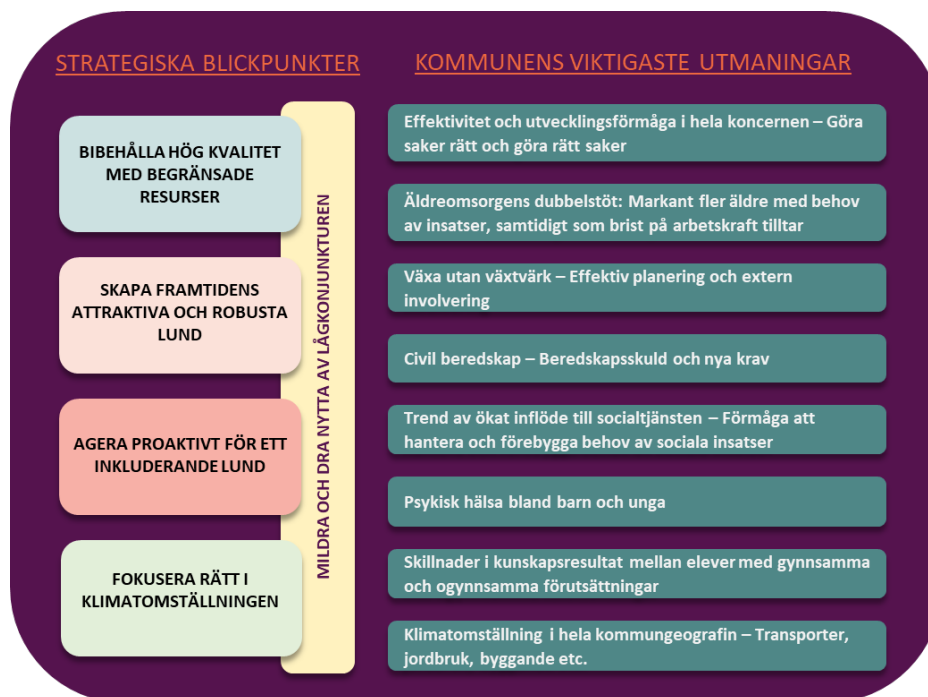 STRATEGISKA BLICKPUNKTER
BIBEHÅLLA HÖG KVALITET
MED BEGRÄNSADE
RESURSER
SKAPA FRAMTIDENS
ATTRAKTIVA OCH ROBUSTA
LUND
AGERA PROAKTIVT FÖR ETT
INKLUDERANDE LUND
FOKUSERA RÄTT I
KLIMATOMSTÄLLNINGEN
MILDRA OCH DRA NYTTA AV LÅGKONJUNKTUREN
KOMMUNENS VIKTIGASTE UTMANINGAR
Effektivitet och utvecklingsförmåga i hela koncernen – Göra
saker rätt och göra rätt saker
Äldreomsorgens dubbelstöt: Markant fler äldre med behov
av insatser, samtidigt som brist på arbetskraft tilltar
Växa utan växtvärk – Effektiv planering och extern
involvering
Civil beredskap – Beredskapsskuld och nya krav
Trend av ökat inflöde till socialtjänsten – Förmåga att
hantera och förebygga behov av sociala insatser
Psykisk hälsa bland barn och unga
Skillnader i kunskapsresultat mellan elever med gynnsamma
och ogynnsamma förutsättningar
Klimatomställning i hela kommungeografin – Transporter,
jordbruk, byggande etc.